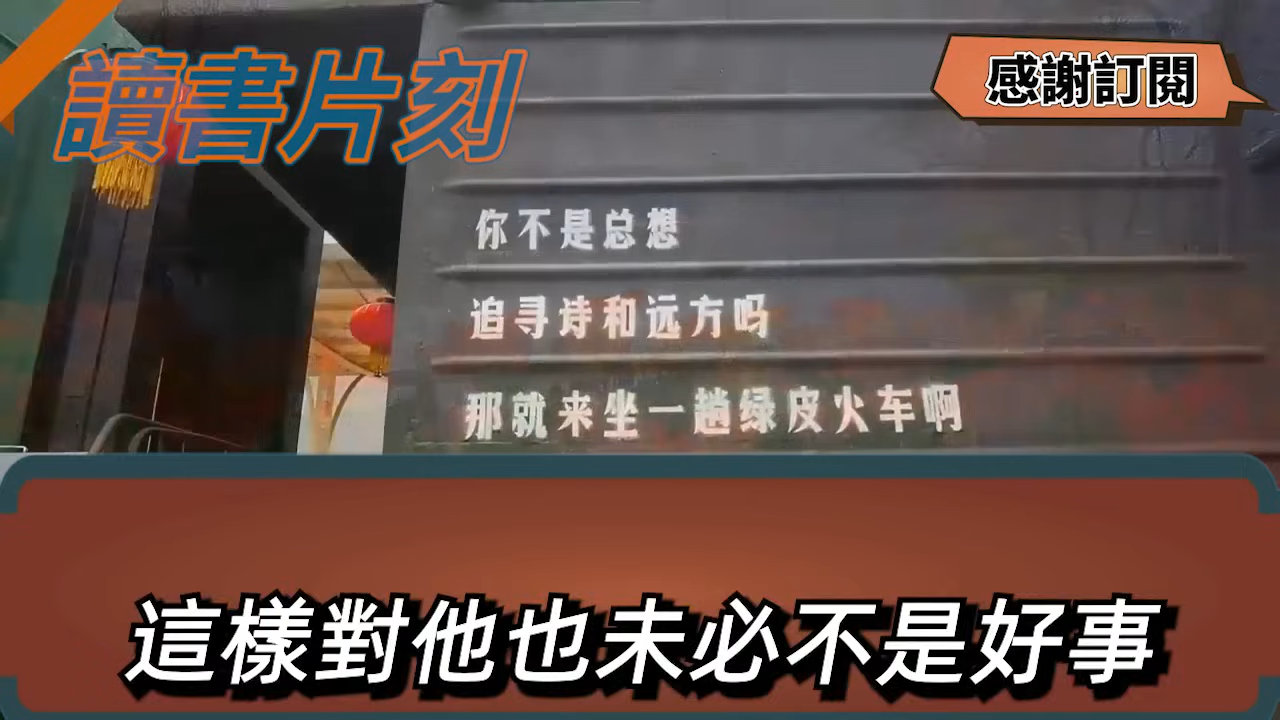 讀書片刻
感謝訂閱
你不是总想
追寻诗和远方吗
那就来坐一趟绿皮火车啊
這樣對他也未必不是好事